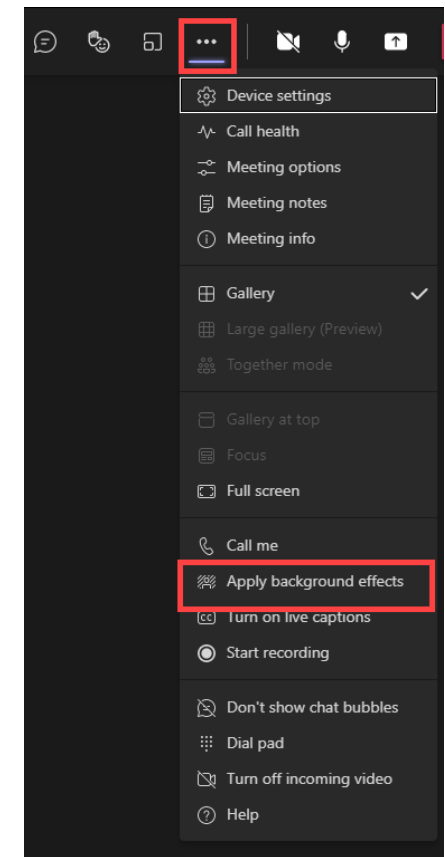 Device settings
Call health
Meeting options
Meeting notes
Meeting info
Gallery
Large gallery (Preview)
Together mode
Gallery at top
Focus
Full screen
Call me
Apply background effects
CC Turn on live captions
Start recording
Don't show chat bubbles
Dial pad
Turn off incoming video
Help